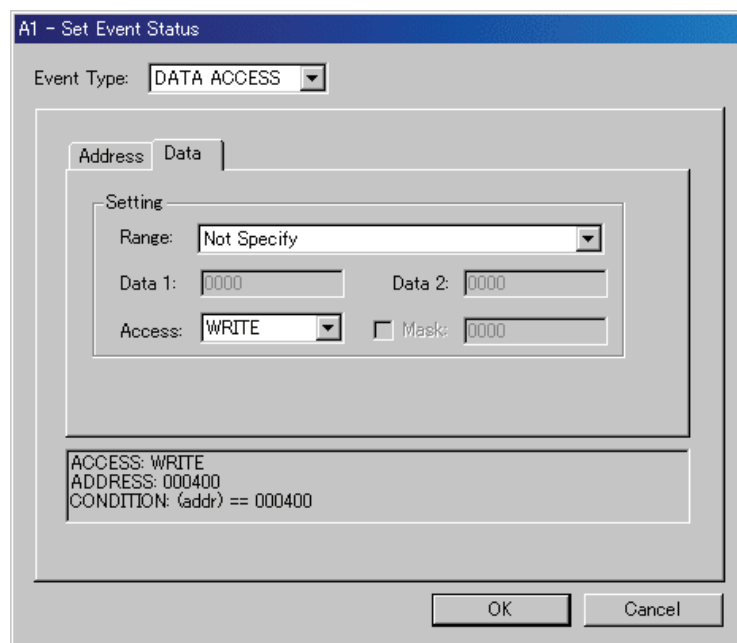 A1 - Set Event Status
Event Type: DATA ACCESS
Address Data
Setting
Range: Not Specify
Data 1: 0000 Data 2: 0000
Access: WRITE Mask: 0000
ACCESS: WRITE
ADDRESS: 000400
CONDITION: (addr) == 000400
OK Cancel